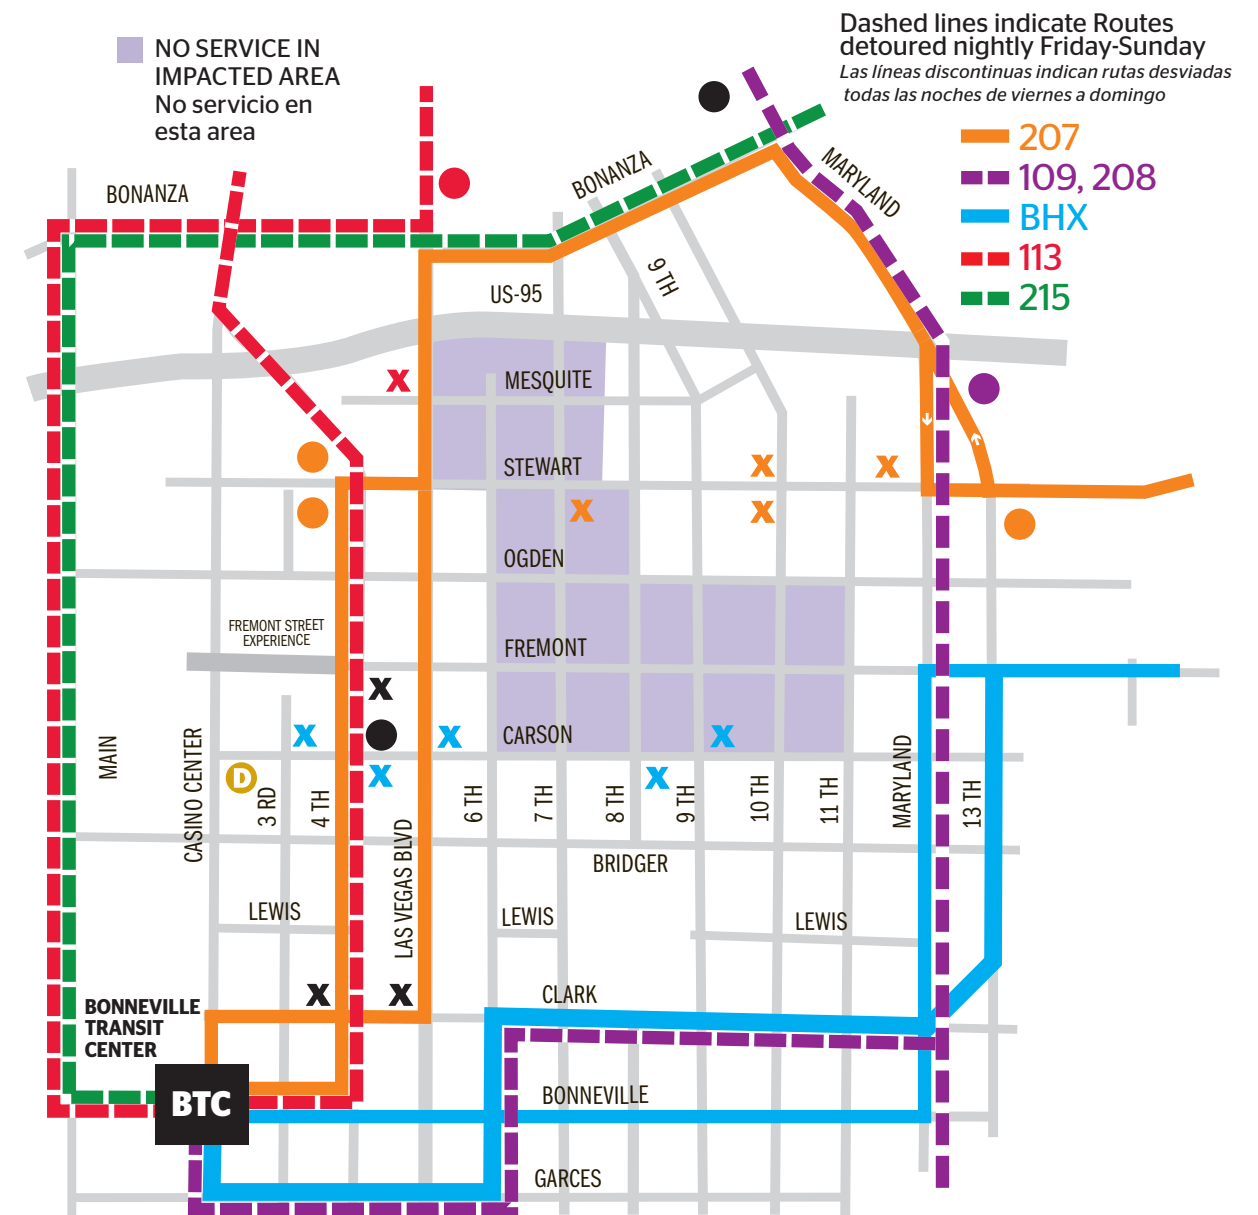 NO SERVICE IN
IMPACTED AREA
No servicio en
esta area
Dashed lines indicate Routes
detoured nightly Friday-Sunday
Las líneas discontinuas indican rutas desviadas
todas las noches de viernes a domingo
207
109, 208
BHX
113
215
BONANZA
BONANZA
MARYLAND
9 TH
US-95
X
MESQUITE
STEWART
X
X
X
X
OGDEN
FREMONT STREET
EXPERIENCE
FREMONT
X
X
X
CARSON
X
X
X
D
MAIN
CASINO CENTER
3 RD
4 TH
LAS VEGAS BLVD
6 TH
7 TH
8 TH
9 TH
10 TH
11 TH
MARYLAND
13 TH
BRIDGER
LEWIS
LEWIS
LEWIS
X
X
CLARK
BONNEVILLE
TRANSIT
CENTER
BTC
BONNEVILLE
GARCES